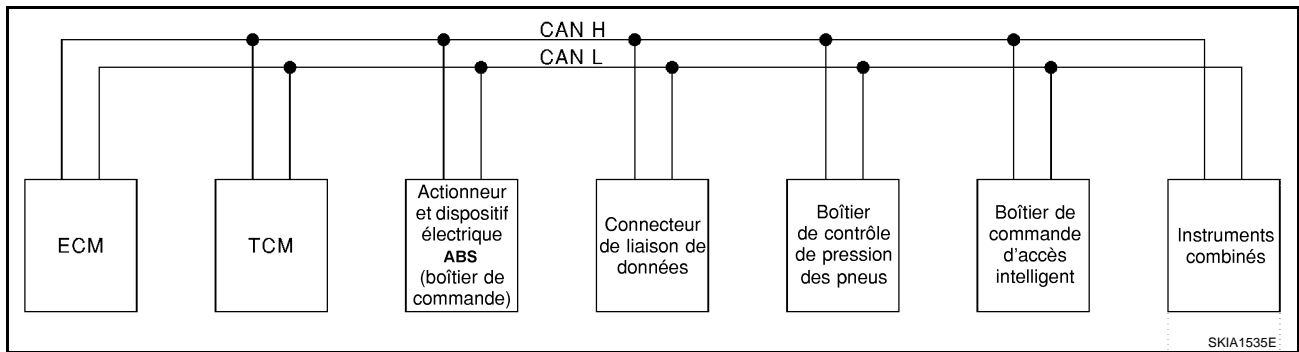 CAN H
CAN L
ECM
TCM
Actionneur
et dispositif
électrique
ABS
(boîtier de
commande)
Connecteur
de liaison de
données
Boîtier
de contrôle
de pression
des pneus
Boîtier de
commande
d'accès
intelligent
Instruments
combinés
SKIA1535E